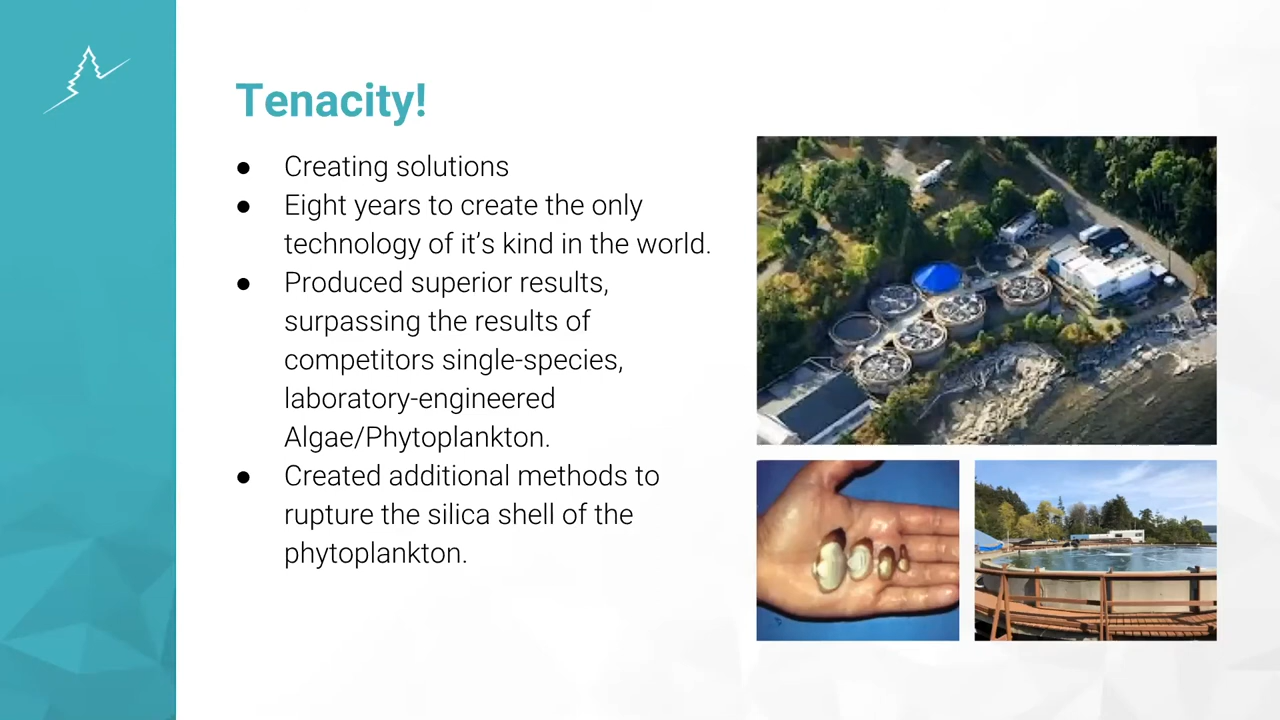 Tenacity!
● Creating solutions
● Eight years to create the only
technology of it’s kind in the world.
● Produced superior results,
surpassing the results of
competitors single-species,
laboratory-engineered
Algae/Phytoplankton.
● Created additional methods to
rupture the silica shell of the
phytoplankton.